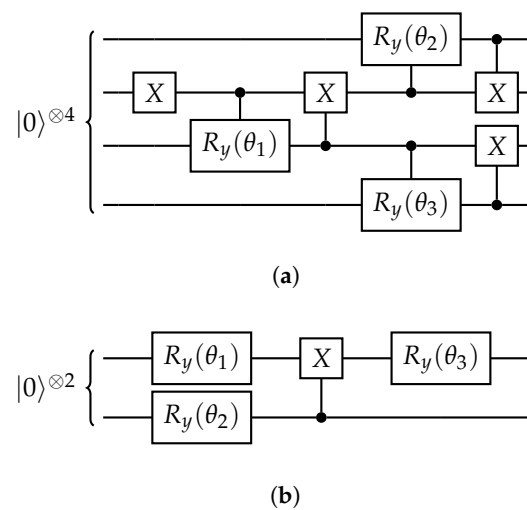 R_y(θ_2)
X R_y(θ_1) X X
|0⟩^{⊗4}
X
R_y(θ_3)
(a)
R_y(θ_1) X R_y(θ_3)
|0⟩^{⊗2}
R_y(θ_2)
(b)